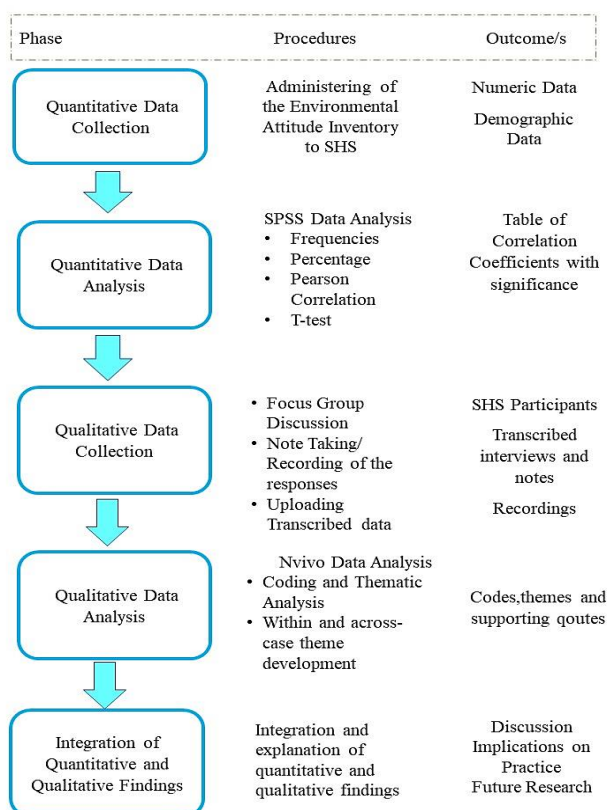 Phase Procedures Outcome/s
Quantitative Data
Collection
Administering of
the Environmental
Attitude Inventory
to SHS
Numeric Data
Demographic
Data
Quantitative Data
Analysis
SPSS Data Analysis
• Frequencies
• Percentage
• Pearson
Correlation
• T-test
Table of
Correlation
Coefficients with
significance
Qualitative Data
Collection
• Focus Group
Discussion
• Note Taking/
Recording of the
responses
• Uploading
Transcribed data
SHS Participants
Transcribed
interviews and
notes
Recordings
Qualitative Data
Analysis
Nvivo Data Analysis
• Coding and Thematic
Analysis
• Within and across-
case theme
development
Codes,themes and
supporting qoutes
Integration of
Quantitative and
Qualitative Findings
Integration and
explanation of
quantitative and
qualitative findings
Discussion
Implications on
Practice
Future Research